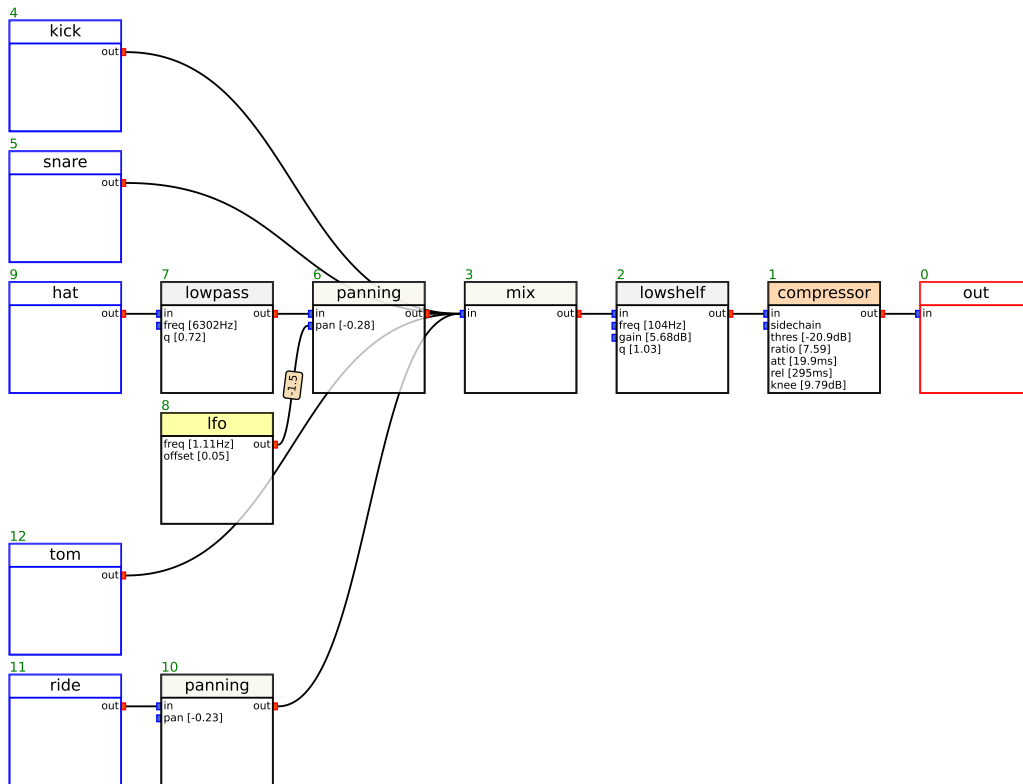 4
kick
out
5
snare
out
9
hat
out
7
lowpass
in out
freq [6302Hz]
q [0.72]
6
panning
in out
pan [-0.28]
3
mix
in out
2
lowshelf
in out
freq [104Hz]
gain [5.68dB]
q [1.03]
1
compressor
in out
sidechain
thres [-20.9dB]
ratio [7.59]
att [19.9ms]
rel [295ms]
knee [9.79dB]
0
out
in
-1.5
8
lfo
freq [1.11Hz] out
offset [0.05]
12
tom
out
11
ride
out
10
panning
in out
pan [-0.23]